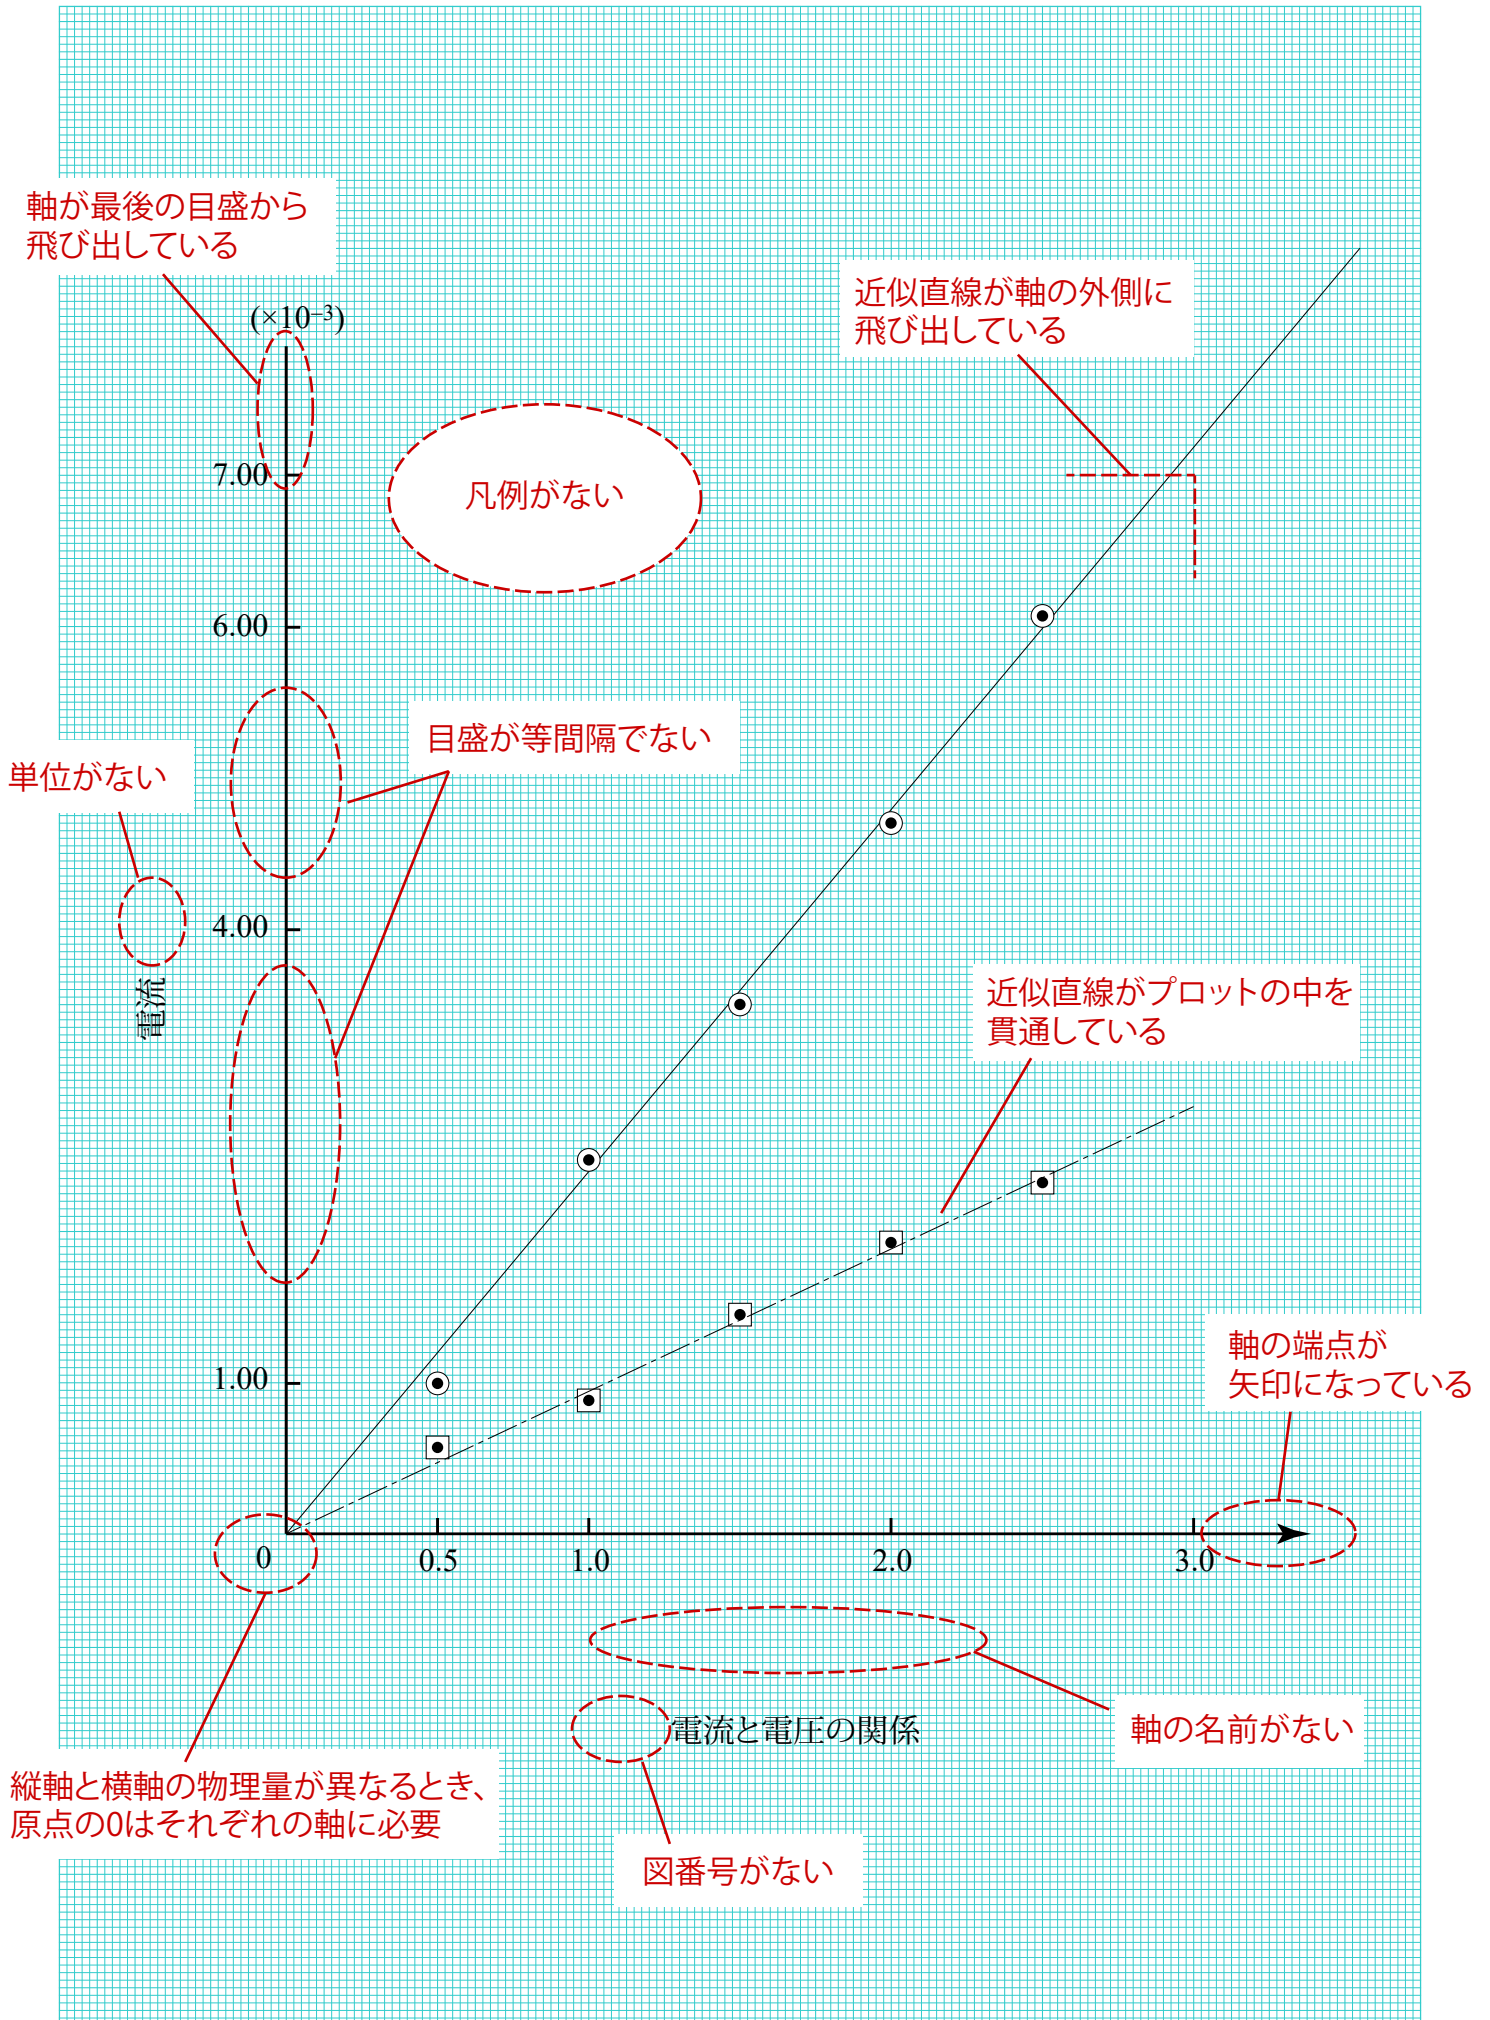 軸が最後の目盛から
飛び出している
(×10⁻³)
近似直線が軸の外側に
飛び出している
7.00
凡例がない
6.00
目盛が等間隔でない
単位がない
4.00
電流
近似直線がプロットの中を
貫通している
1.00
軸の端点が
矢印になっている
0
0.5
1.0
2.0
3.0
電流と電圧の関係
軸の名前がない
縦軸と横軸の物理量が異なるとき、
原点の0はそれぞれの軸に必要
図番号がない